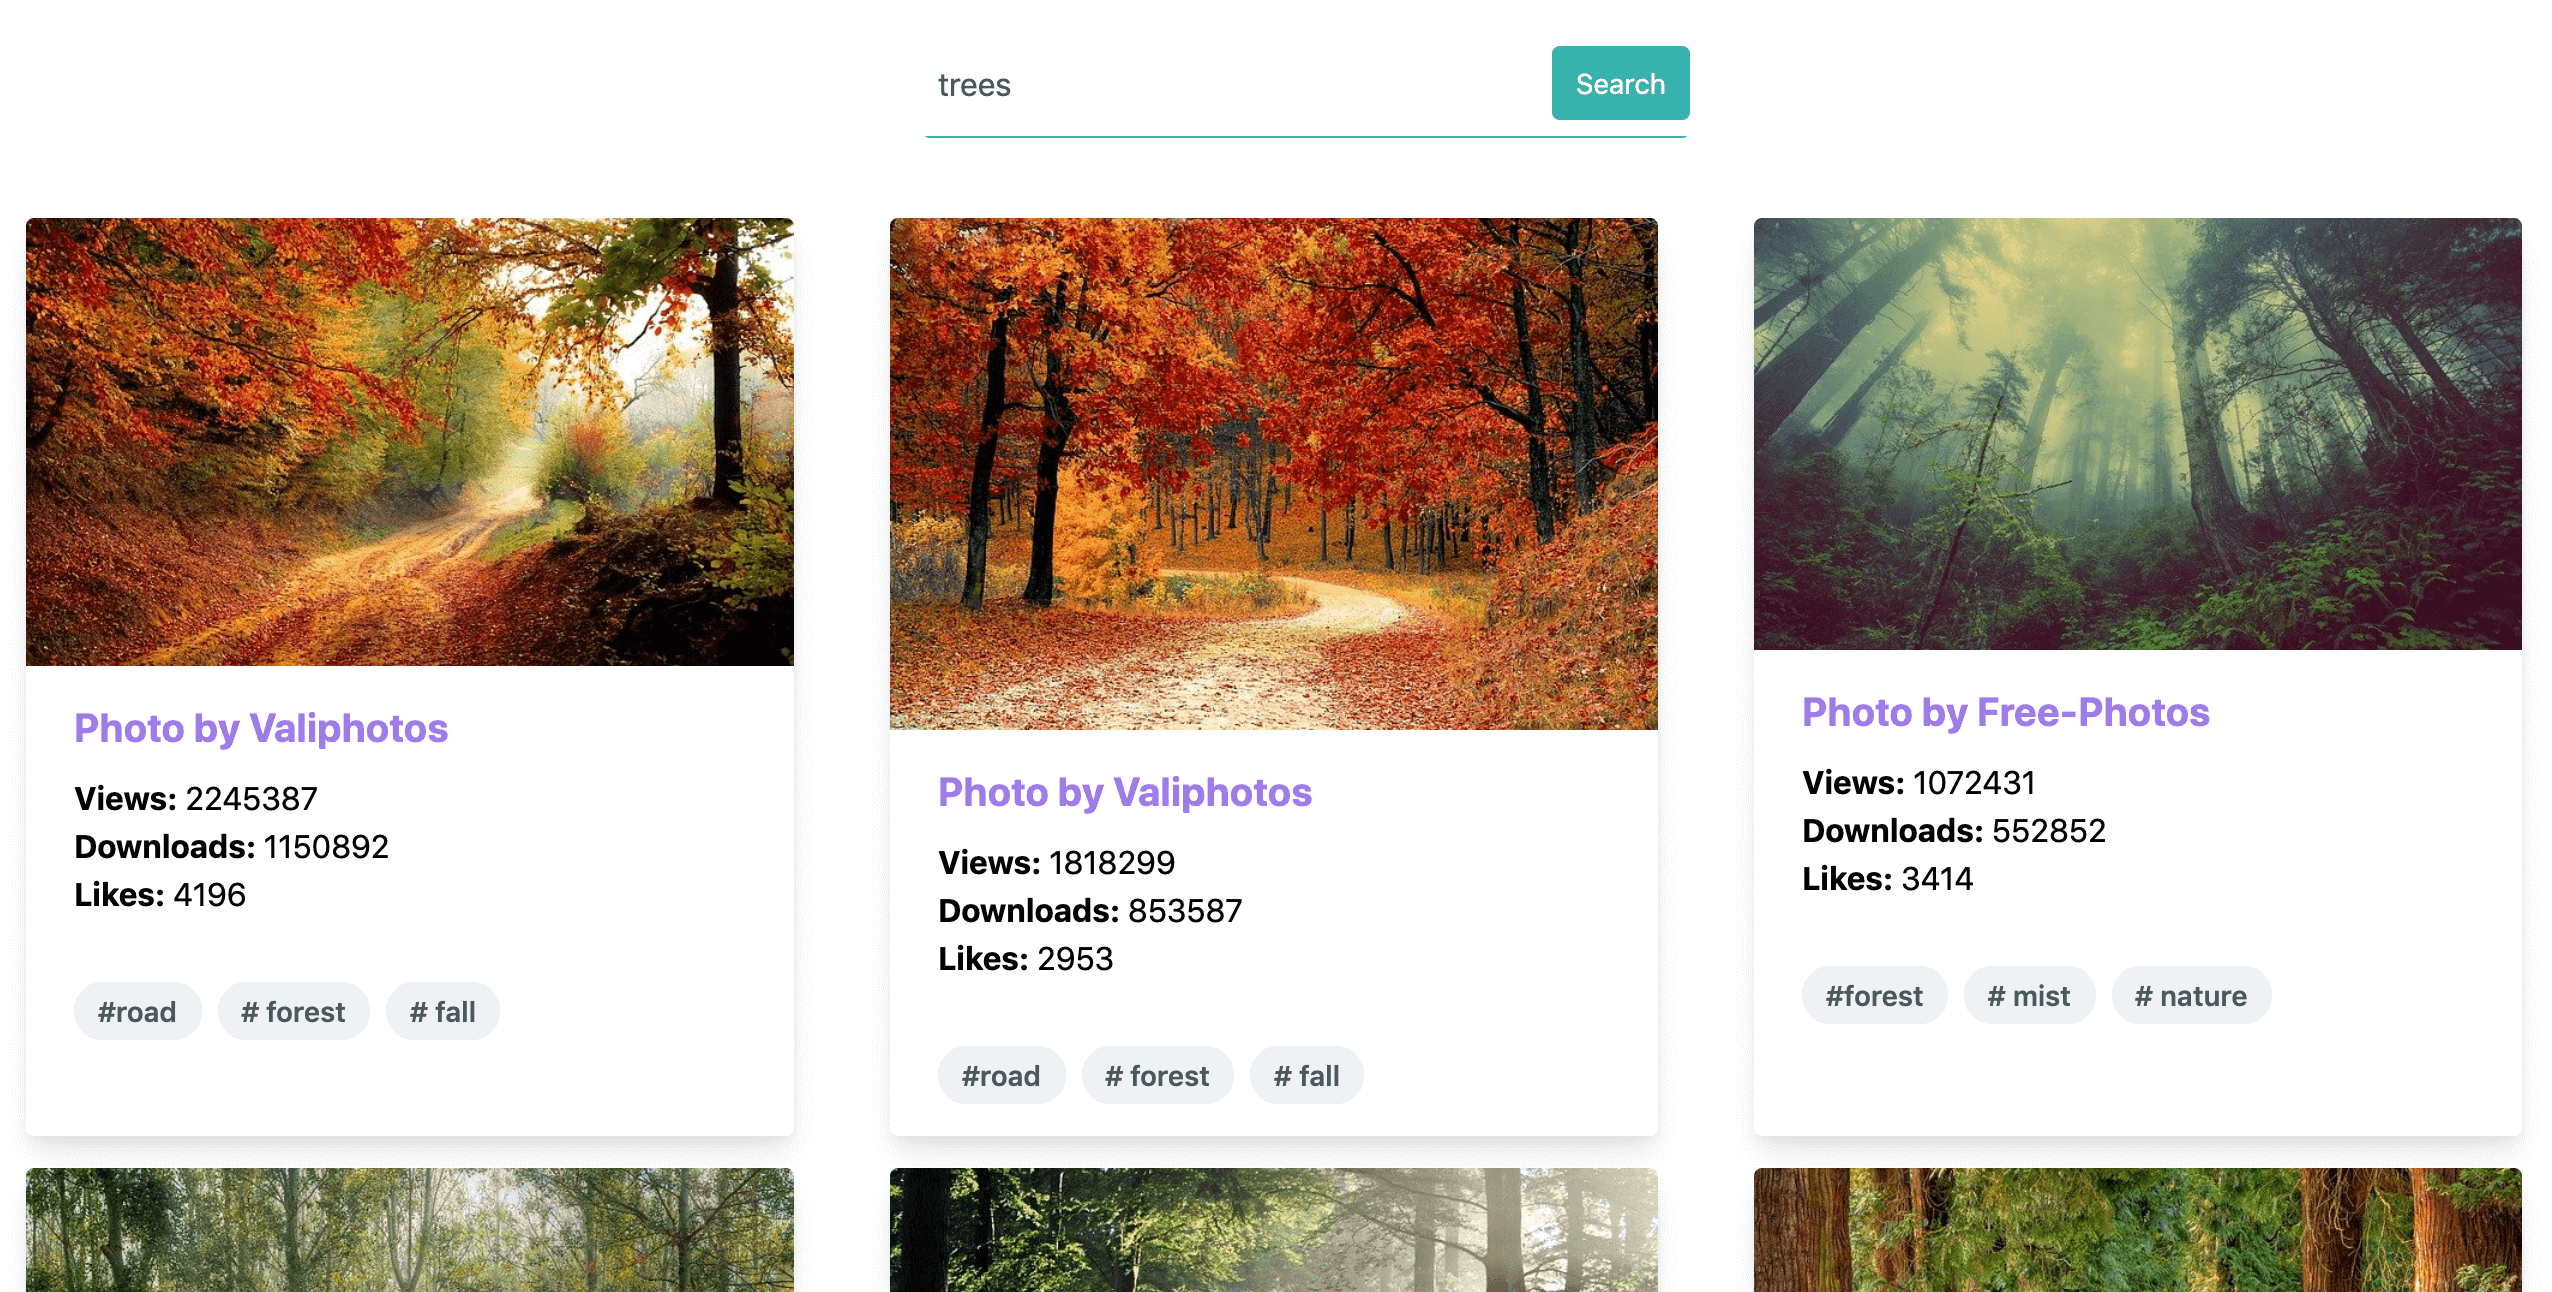 trees
Search
Photo by Valiphotos
Views: 2245387
Downloads: 1150892
Likes: 4196
#road # forest # fall
Photo by Valiphotos
Views: 1818299
Downloads: 853587
Likes: 2953
#road # forest # fall
Photo by Free-Photos
Views: 1072431
Downloads: 552852
Likes: 3414
#forest # mist # nature